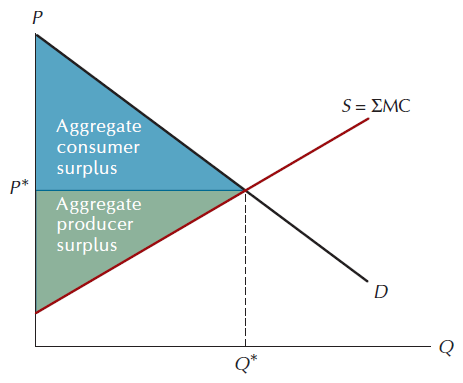 P
S = ΣMC
Aggregate
consumer
surplus
P*
Aggregate
producer
surplus
D
Q*
Q